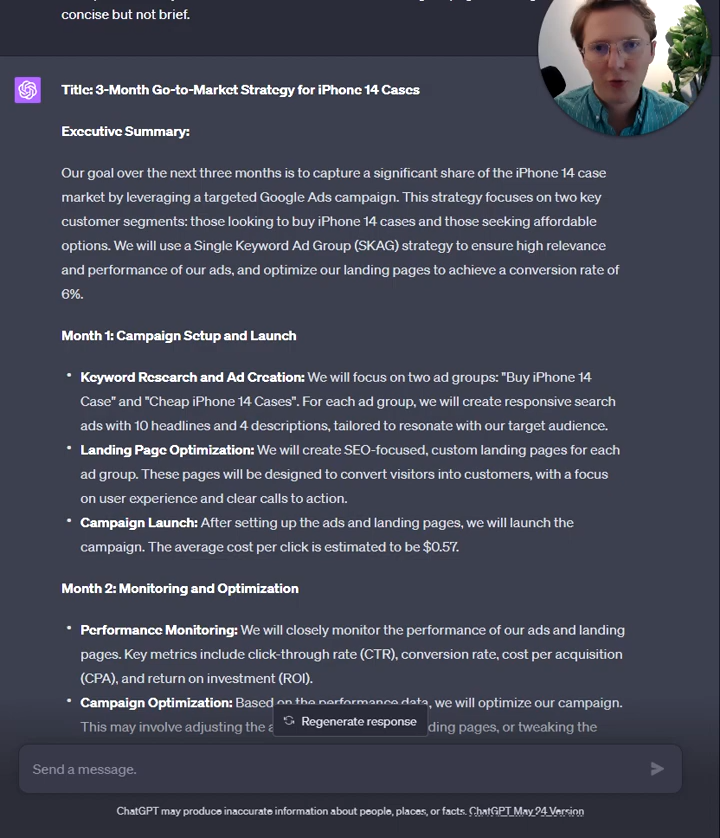 concise but not brief.
Title: 3-Month Go-to-Market Strategy for iPhone 14 Cases
Executive Summary:
Our goal over the next three months is to capture a significant share of the iPhone 14 case
market by leveraging a targeted Google Ads campaign. This strategy focuses on two key
customer segments: those looking to buy iPhone 14 cases and those seeking affordable
options. We will use a Single Keyword Ad Group (SKAG) strategy to ensure high relevance
and performance of our ads, and optimize our landing pages to achieve a conversion rate of
6%.
Month 1: Campaign Setup and Launch
• Keyword Research and Ad Creation: We will focus on two ad groups: "Buy iPhone 14
Case" and "Cheap iPhone 14 Cases". For each ad group, we will create responsive search
ads with 10 headlines and 4 descriptions, tailored to resonate with our target audience.
• Landing Page Optimization: We will create SEO-focused, custom landing pages for each
ad group. These pages will be designed to convert visitors into customers, with a focus
on user experience and clear calls to action.
• Campaign Launch: After setting up the ads and landing pages, we will launch the
campaign. The average cost per click is estimated to be $0.57.
Month 2: Monitoring and Optimization
• Performance Monitoring: We will closely monitor the performance of our ads and landing
pages. Key metrics include click-through rate (CTR), conversion rate, cost per acquisition
(CPA), and return on investment (ROI).
• Campaign Optimization: Based on the performance data, we will optimize our campaign.
This may involve adjusting the pages, or tweaking the
Regenerate response
Send a message.
ChatGPT may produce inaccurate information about people, places, or facts. ChatGPT May 24 Version